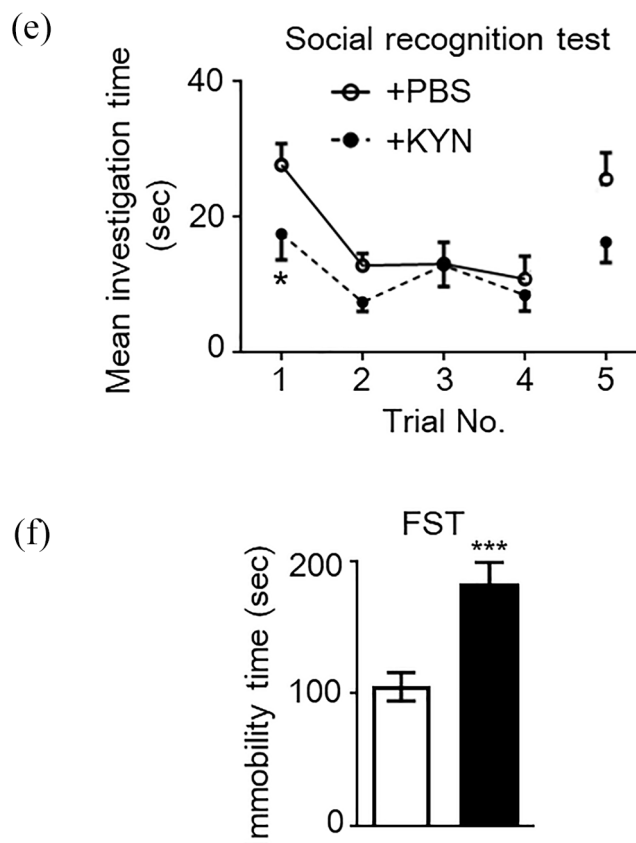 (e)
Social recognition test
Mean investigation time
(sec)
40
20
0
+PBS
+KYN
*
1 2 3 4 5
Trial No.
(f)
FST
mmobility time (sec)
200
100
0
***